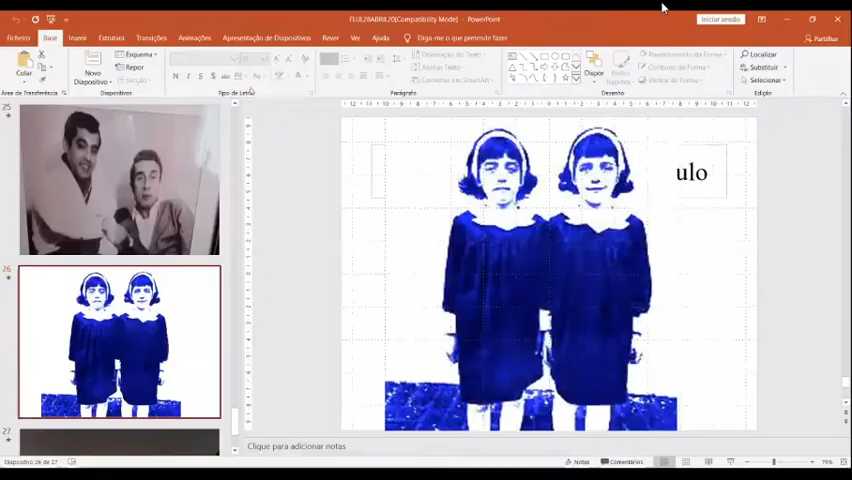 FLUL28ABRIL20[Compatibility Mode] - PowerPoint
Iniciar sessão
Ficheiro Base Inserir Estrutura Transições Animações Apresentação de Diapositivos Rever Ver Ajuda Diga-me o que pretende fazer
Partilhar
Colar
Novo
Diapositivo
Esquema
Repor
Secção
N I S S abc AV Aa A
Orientação do Texto
Alinhar Texto
Converter em SmartArt
Dispor
Estilos
Rápidos
Preenchimento da Forma
Contorno da Forma
Efeitos de Forma
Localizar
Substituir
Selecionar
Área de Transferência
Diapositivos
Tipo de Letra
Parágrafo
Desenho
Edição
25
26
27
ulo
Clique para adicionar notas
Diapositivo 26 de 27
Notas
Comentários
79%